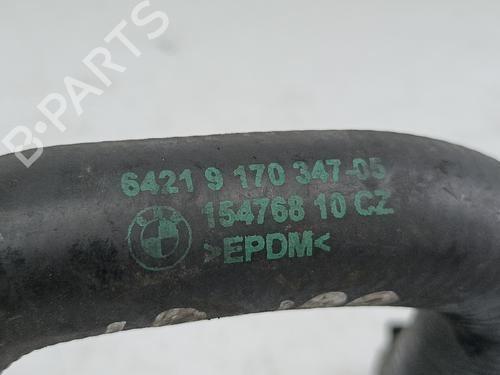 B-PARTS
6421 9 170 347-05
154768 10 CZ
BMW
>EPDM<